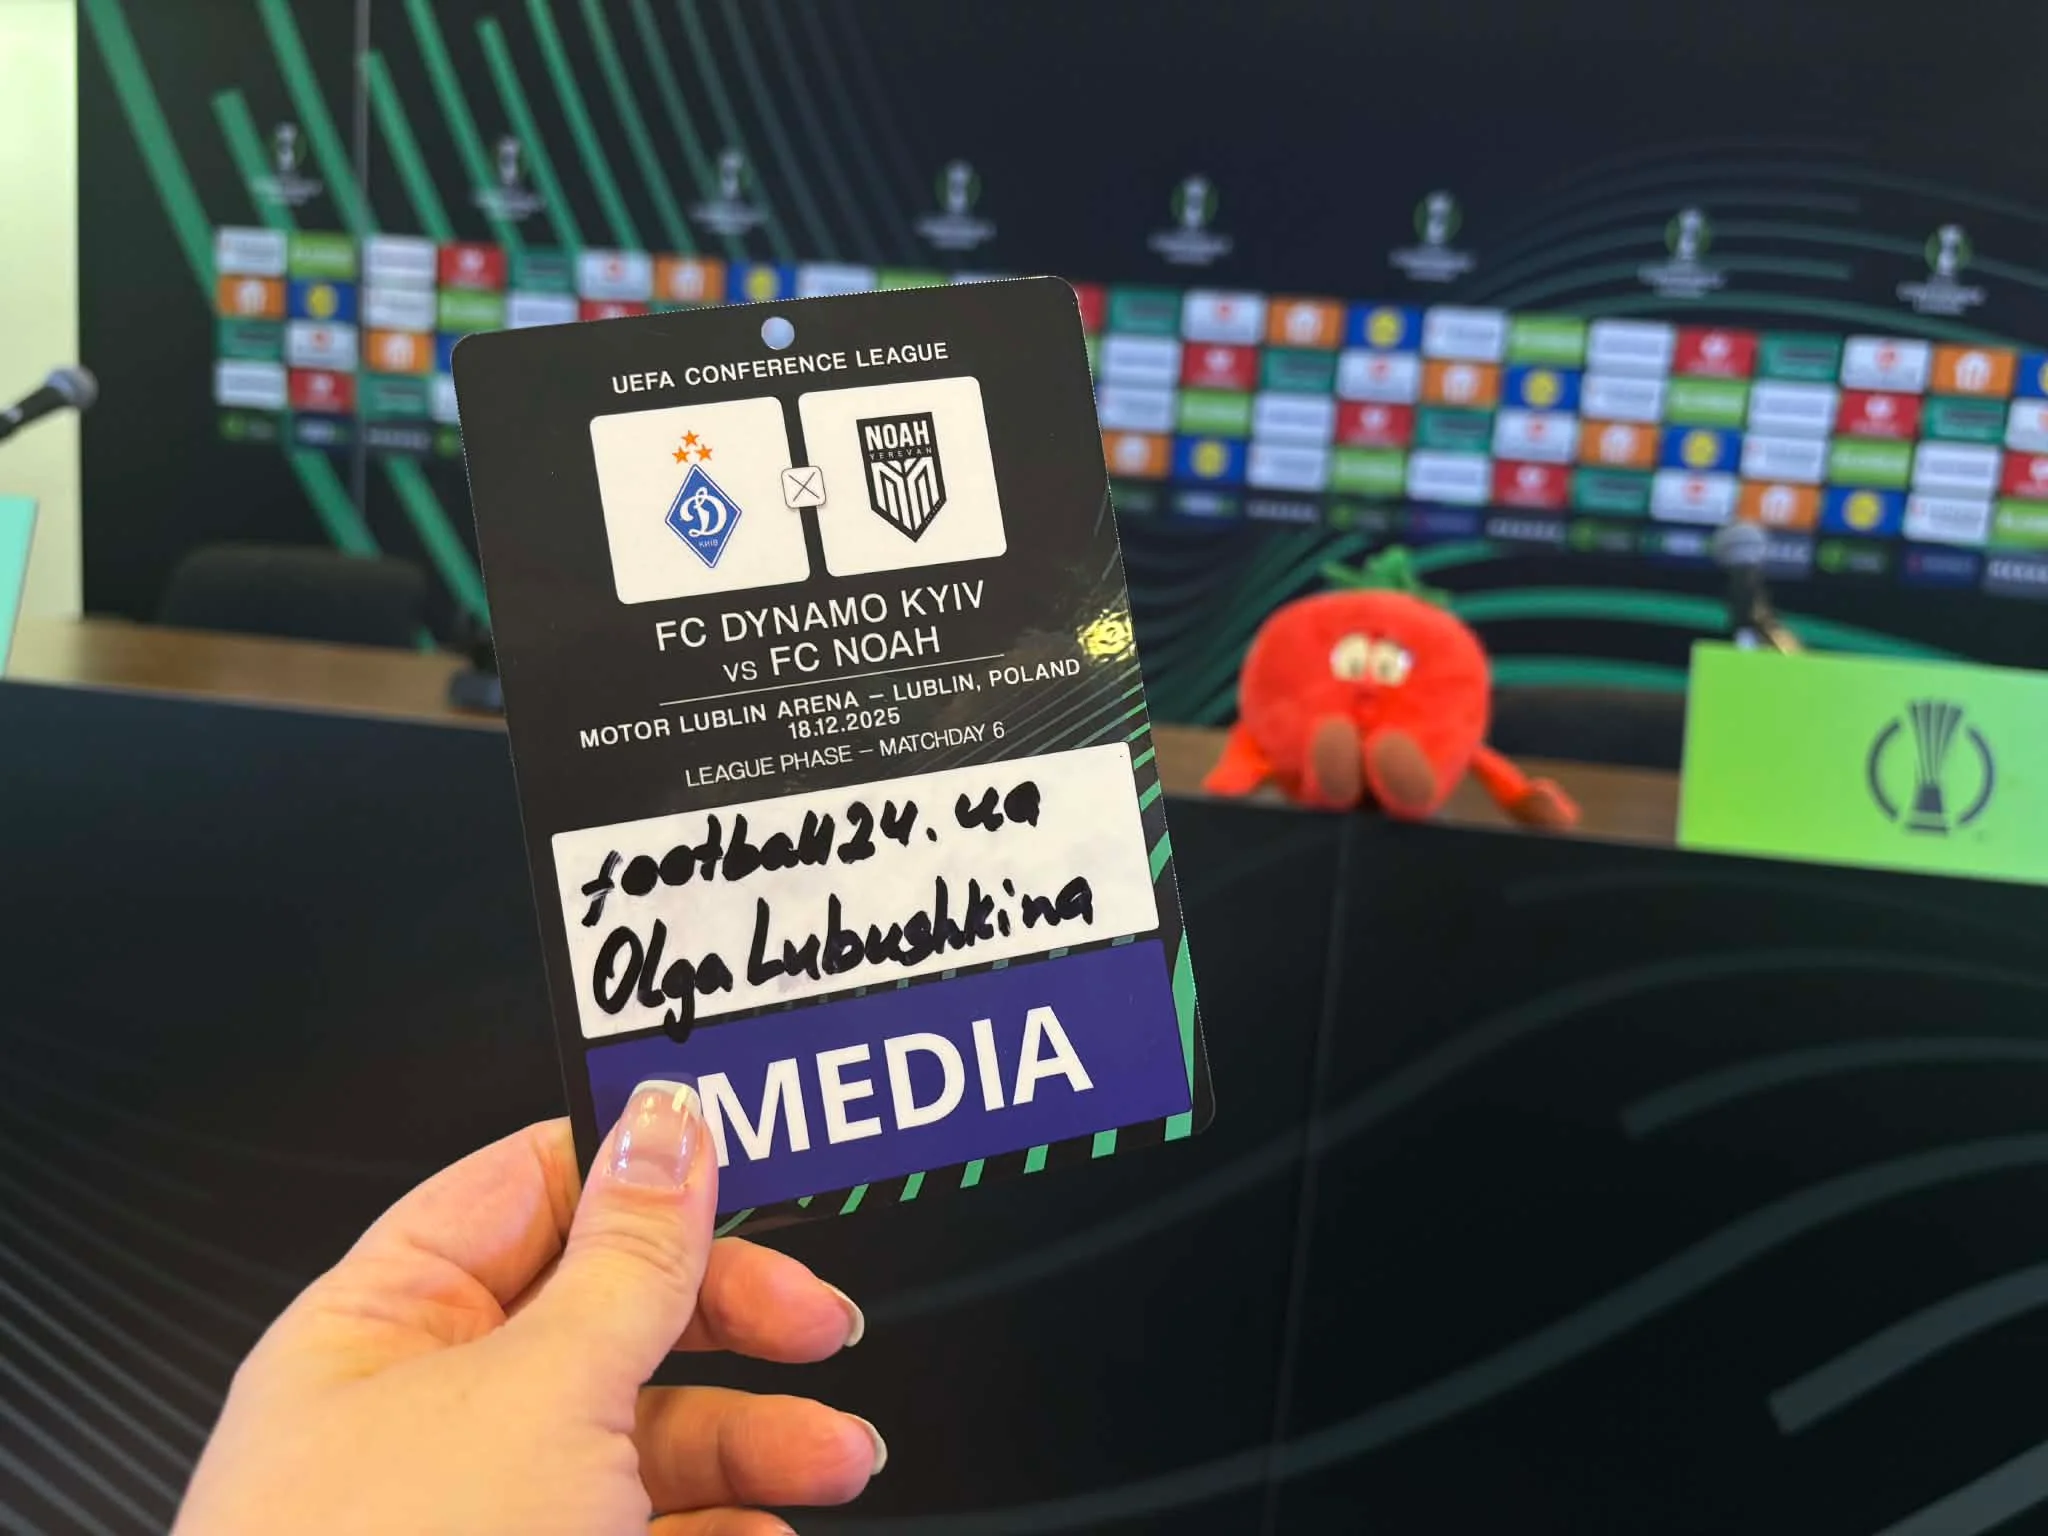 UEFA CONFERENCE LEAGUE
КИЇВ
NOAH
YEREVAN
FC DYNAMO KYIV
VS FC NOAH
MOTOR LUBLIN ARENA – LUBLIN, POLAND
18.12.2025
LEAGUE PHASE – MATCHDAY 6
football24.ua
Olga Lubushkina
MEDIA